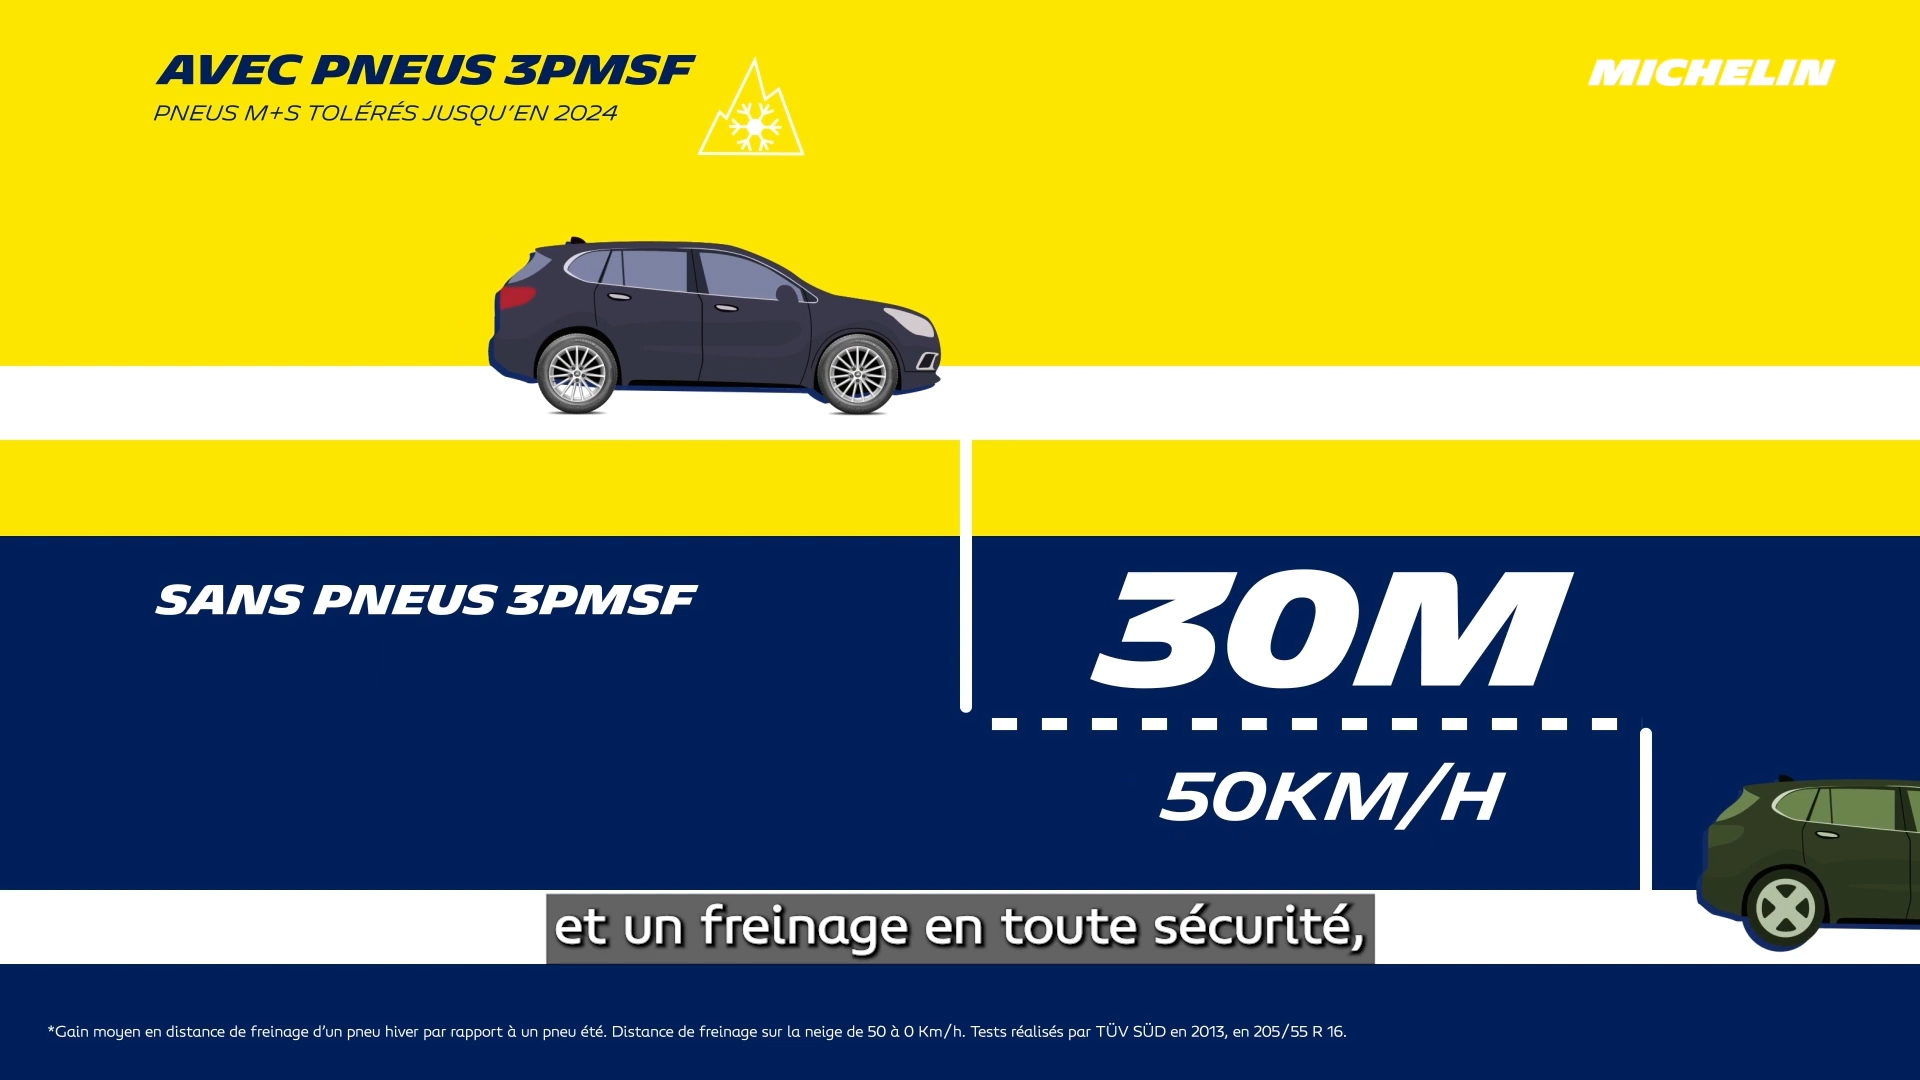 AVEC PNEUS 3PMSF
PNEUS M+S TOLÉRÉS JUSQU'EN 2024
MICHELIN
SANS PNEUS 3PMSF
30M
50KM/H
et un freinage en toute sécurité,
*Gain moyen en distance de freinage d'un pneu hiver par rapport à un pneu été. Distance de freinage sur la neige de 50 à 0 Km/h. Tests réalisés par TÜV SÜD en 2013, en 205/55 R 16.